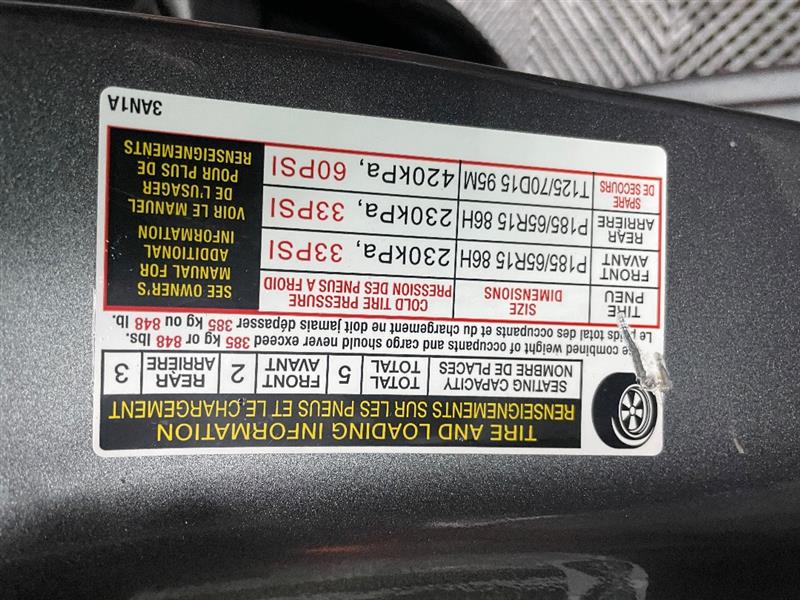 TIRE AND LOADING INFORMATION
RENSEIGNEMENTS SUR LES PNEUS ET LE CHARGEMENT
SEATING CAPACITY TOTAL 5 FRONT 2 REAR 3
NOMBRE DE PLACES TOTAL AVANT ARRIÈRE
combined weight of occupants and cargo should never exceed 385 kg or 848 lbs.
Le poids total des occupants et du chargement ne doit jamais dépasser 385 kg ou 848 lb.
TIRE SIZE COLD TIRE PRESSURE
PNEU DIMENSIONS PRESSION DES PNEUS A FROID
FRONT
AVANT P185/65R15 86H 230kPa, 33PSI
REAR
ARRIÈRE P185/65R15 86H 230kPa, 33PSI
SPARE
DE SECOURS T125/70D15 95M 420kPa, 60PSI
SEE OWNER'S
MANUAL FOR
ADDITIONAL
INFORMATION
VOIR LE MANUEL
DE L'USAGER
POUR PLUS DE
RENSEIGNEMENTS
3AN1A